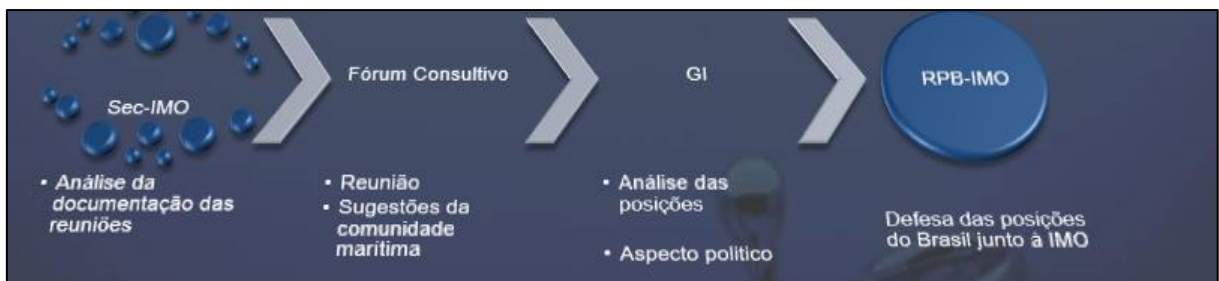 Sec-IMO
• Análise da
documentação das
reuniões
Fórum Consultivo
• Reunião
• Sugestões da
comunidade
marítima
GI
• Análise das
posições
• Aspecto politico
RPB-IMO
Defesa das posições
do Brasil junto à IMO